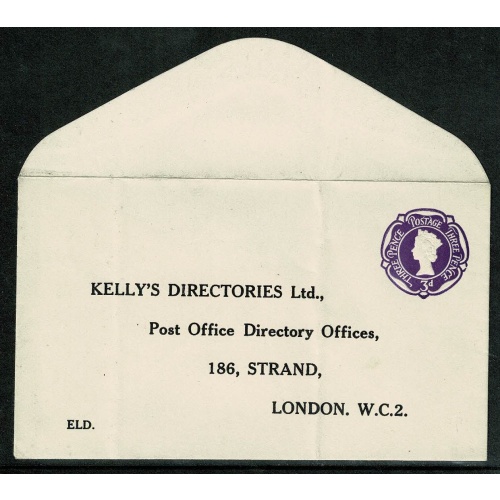 POSTAGE
THREE PENCE THREE PENCE
3d
KELLY'S DIRECTORIES Ltd.,
Post Office Directory Offices,
186, STRAND,
LONDON. W.C.2.
ELD.